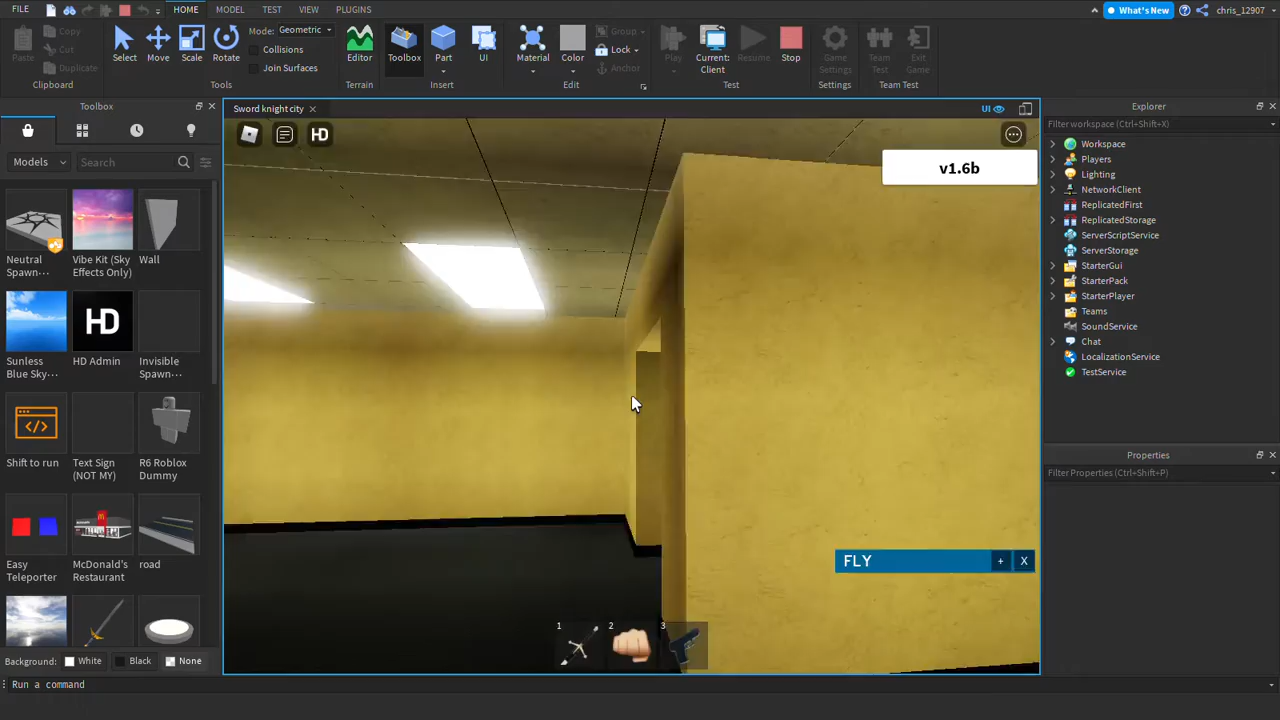 FILE HOME MODEL TEST VIEW PLUGINS What's New chris_12907
Paste Copy Cut Duplicate Select Move Scale Rotate Mode: Geometric Collisions Join Surfaces Editor Toolbox Part UI Material Color Group Lock Anchor Play Current: Client Resume Stop Game Settings Team Test Exit Game
Clipboard Tools Terrain Insert Edit Test Settings Team Test
Toolbox
Models Search
Neutral Spawn...
Vibe Kit (Sky Effects Only)
Wall
HD
Sunless Blue Sky...
HD Admin
Invisible Spawn...
Shift to run
Text Sign (NOT MY)
R6 Roblox Dummy
Easy Teleporter
McDonald's Restaurant
road
Background: White Black None
Sword knight city UI
HD
v1.6b
FLY + X
1 2 3
Explorer
Filter workspace (Ctrl+Shift+X)
Workspace
Players
Lighting
NetworkClient
ReplicatedFirst
ReplicatedStorage
ServerScriptService
ServerStorage
StarterGui
StarterPack
StarterPlayer
Teams
SoundService
Chat
LocalizationService
TestService
Properties
Filter Properties (Ctrl+Shift+P)
Run a command